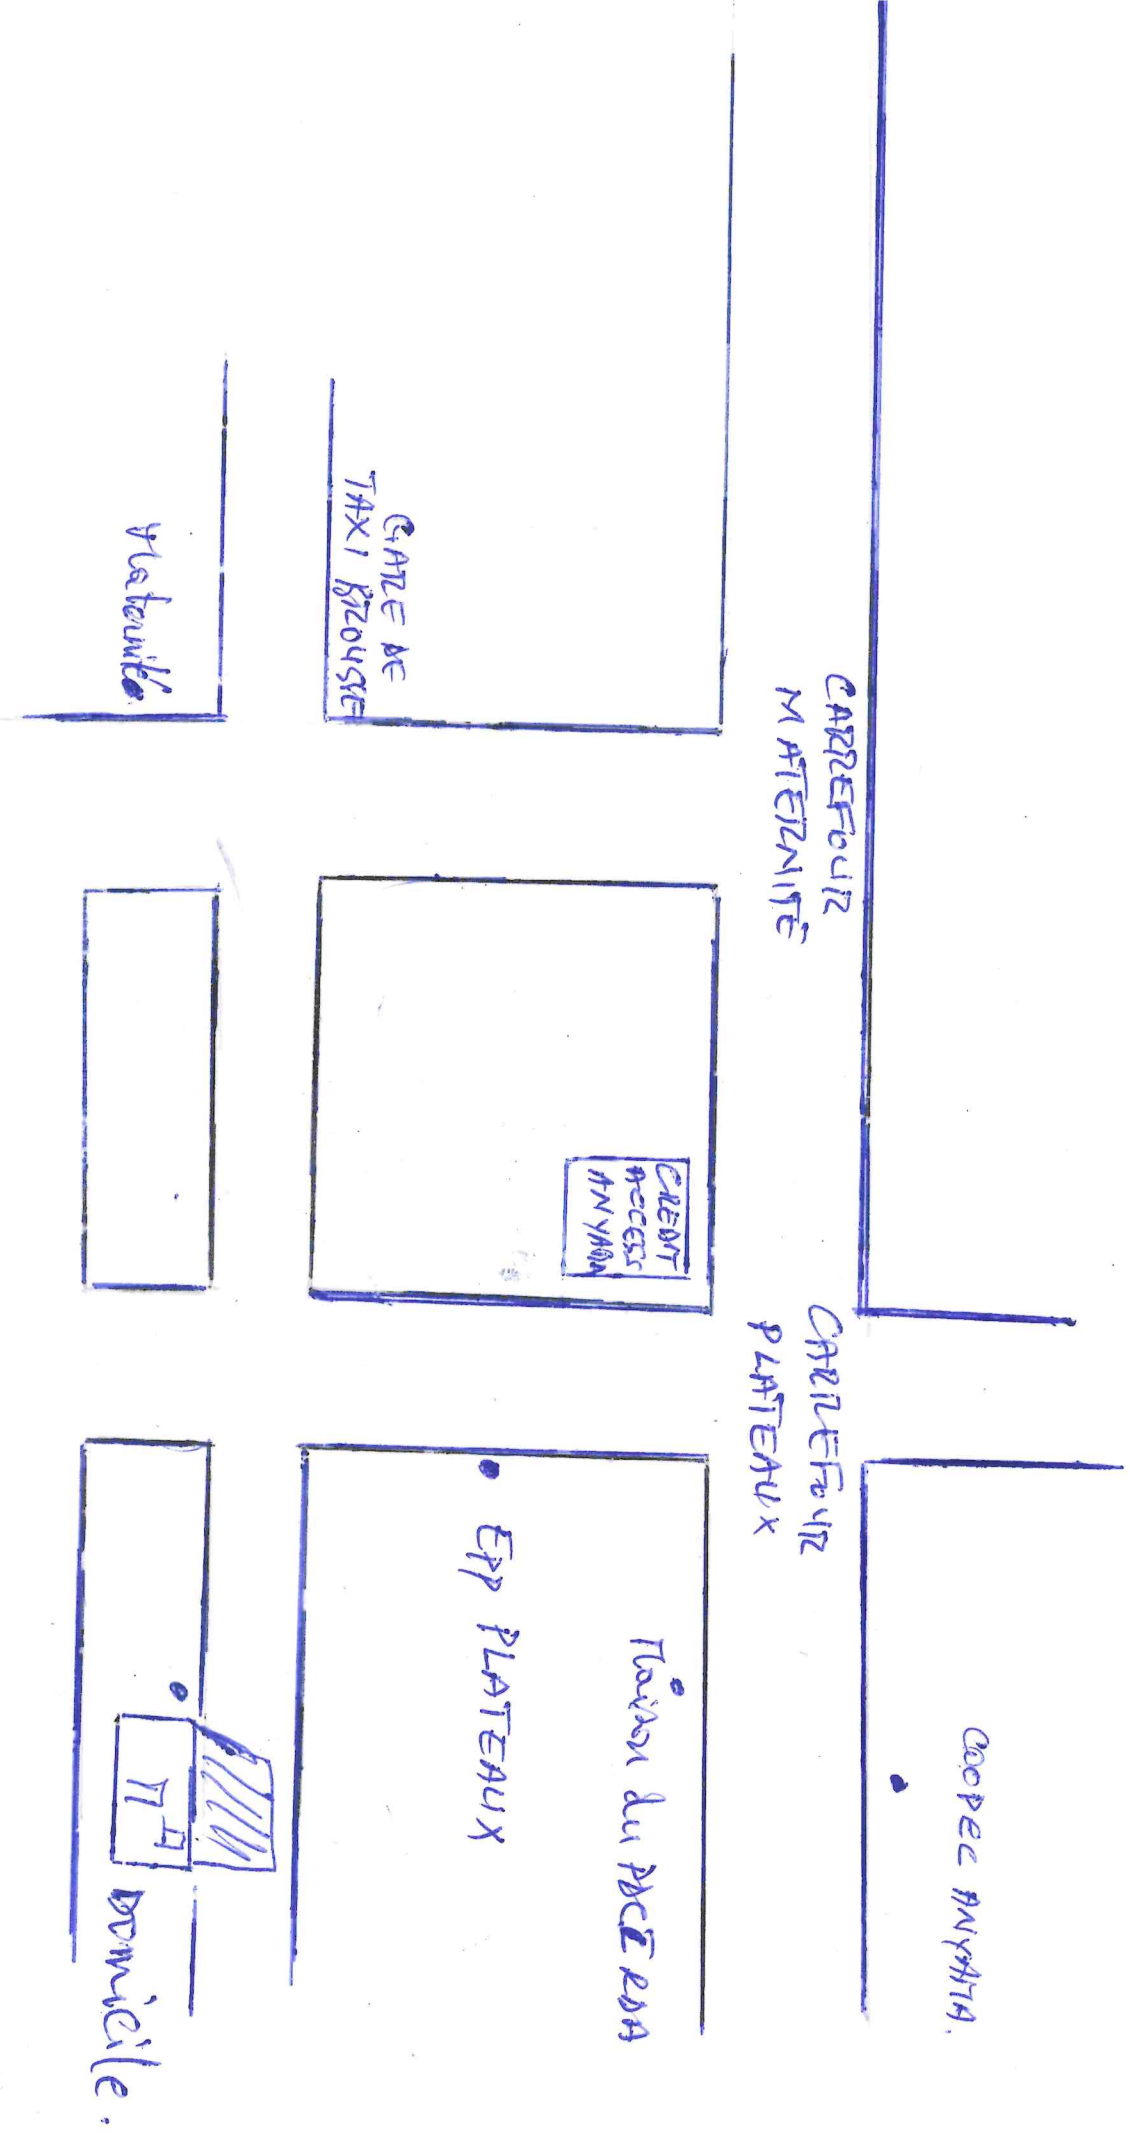 COOPEC ANYAMA.
CARREFOUR
MATERNITÉ
CARREFOUR
PLATEAUX
CREDIT
ACCESS
ANYAMA
Maison du PDCI RDA
GARE DE
TAXI BROUSSE
EPP PLATEAUX
Maternité
Domicile.